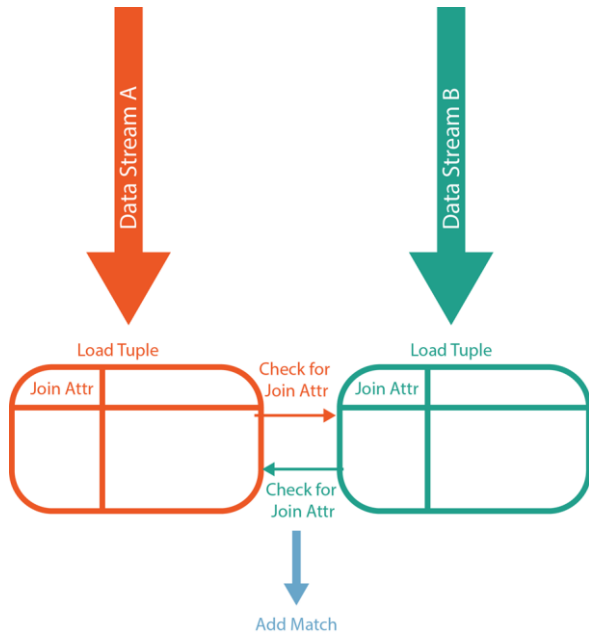 Data Stream A
Data Stream B
Load Tuple
Load Tuple
Join Attr
Check for
Join Attr
Join Attr
Check for
Join Attr
Add Match